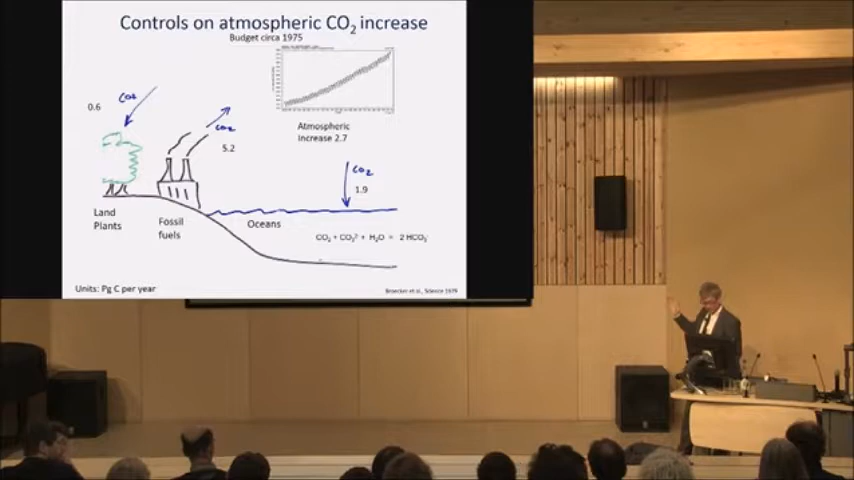 Controls on atmospheric CO₂ increase
Budget circa 1975
0.6
CO2
CO2
5.2
Atmospheric
increase 2.7
CO2
1.9
Land
Plants
Fossil
fuels
Oceans
CO₂ + CO₃²⁻ + H₂O = 2 HCO₃⁻
Units: Pg C per year
Broecker et al., Science 1979